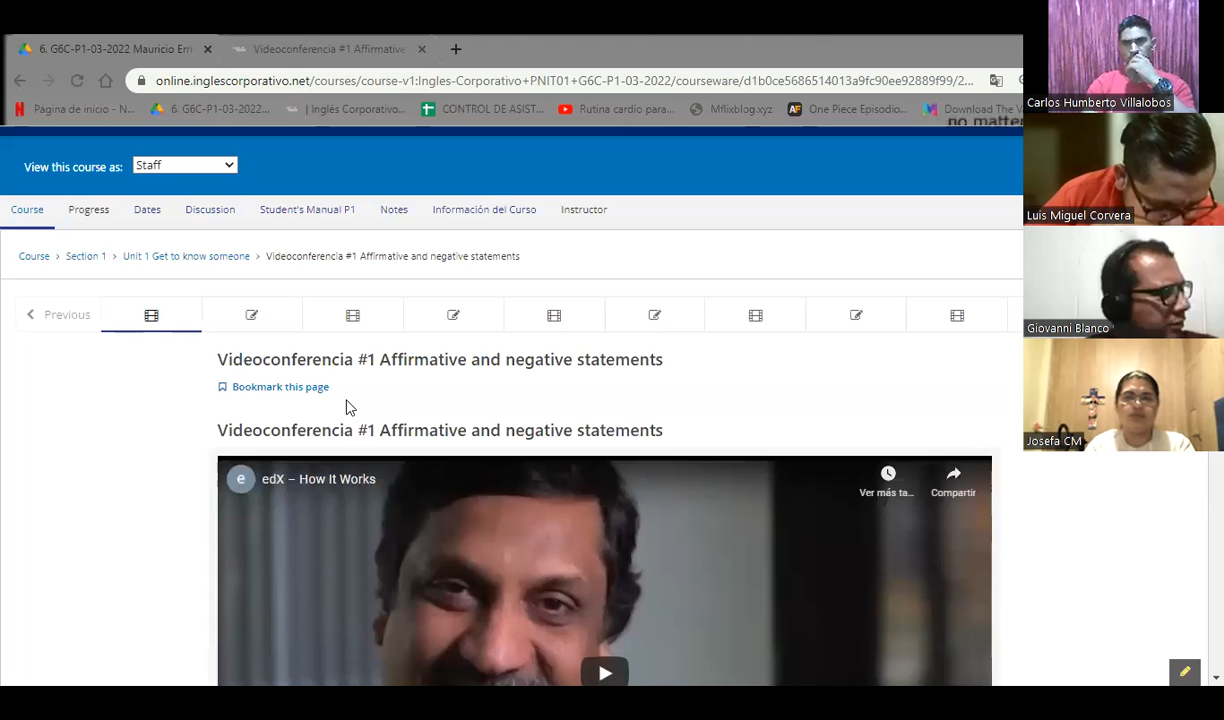 6. G6C-P1-03-2022 Mauricio Ern
Videoconferencia #1 Affirmative
online.inglescorporativo.net/courses/course-v1:Ingles-Corporativo+PNIT01+G6C-P1-03-2022/courseware/d1b0ce5686514013a9fc90ee92889f99/2...
Página de inicio - N...
6. G6C-P1-03-2022...
| Inglés Corporativo...
CONTROL DE ASIST...
Rutina cardio para...
Mflixblog.xyz
One Piece Episodio...
Download The V
no matter
View this course as:
Staff
Course
Progress
Dates
Discussion
Student's Manual P1
Notes
Información del Curso
Instructor
Course > Section 1 > Unit 1 Get to know someone > Videoconferencia #1 Affirmative and negative statements
Previous
Videoconferencia #1 Affirmative and negative statements
Bookmark this page
Videoconferencia #1 Affirmative and negative statements
e
edX – How It Works
Ver más ta...
Compartir
Carlos Humberto Villalobos
Luis Miguel Corvera
Giovanni Blanco
Josefa CM